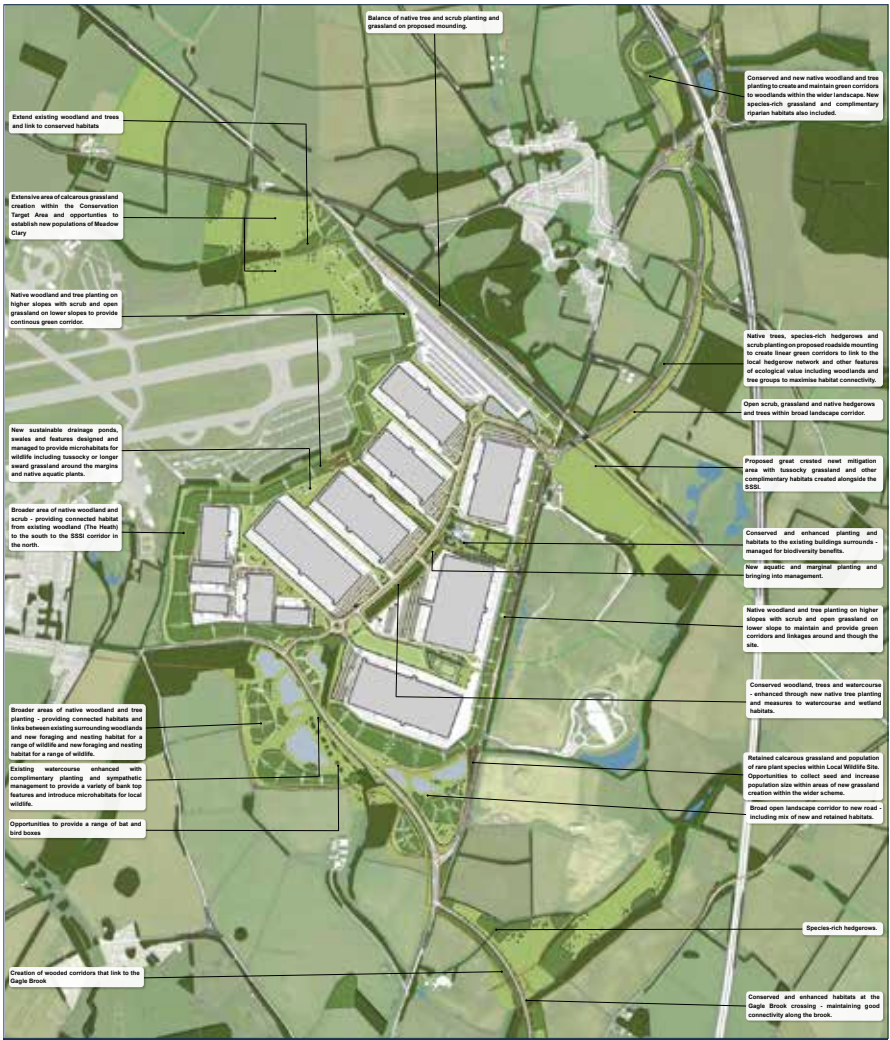 Balance of native tree and scrub planting and
grassland on proposed mounding.
Conserved and new native woodland and tree
planting to create and maintain green corridors
to woodlands within the wider landscape. New
species-rich grassland and complimentary
riparian habitats also included.
Extend existing woodland and trees
and link to conserved habitats
Extensive area of calcarous grassland
creation within the Conservation
Target Area and opportunties to
establish new populations of Meadow
Clary
Native woodland and tree planting on
higher slopes with scrub and open
grassland on lower slopes to provide
continous green corridor.
Native trees, species-rich hedgerows and
scrub planting on proposed roadside mounting
to create linear green corridors to link to the
local hedgerow network and other features
of ecological value including woodlands and
tree groups to maximise habitat connectivity.
Open scrub, grassland and native hedgerows
and trees within broad landscape corridor.
New sustainable drainage ponds,
swales and features designed and
managed to provide microhabitats for
wildlife including tussocky or longer
sward grassland around the margins
and native aquatic plants.
Proposed great crested newt mitigation
area with tussocky grassland and other
complimentary habitats created alongside the
SSSI.
Broader area of native woodland and
scrub - providing connected habitat
from existing woodland (The Heath)
to the south to the SSSI corridor in
the north.
Conserved and enhanced planting and
habitats to the existing buildings surrounds -
managed for biodiversity benefits.
New aquatic and marginal planting and
bringing into management.
Native woodland and tree planting on higher
slopes with scrub and open grassland on
lower slope to maintain and provide green
corridors and linkages around and though the
site.
Conserved woodland, trees and watercourse
- enhanced through new native tree planting
and measures to watercourse and wetland
habitats.
Broader areas of native woodland and tree
planting - providing connected habitats and
links between existing surrounding woodlands
and new foraging and nesting habitat for a
range of wildlife and new foraging and nesting
habitat for a range of wildlife.
Retained calcarous grassland and population
of rare plant species within Local Wildlife Site.
Opportunities to collect seed and increase
population size within areas of new grassland
creation within the wider scheme.
Existing watercourse enhanced with
complimentary planting and sympathetic
management to provide a variety of bank top
features and introduce microhabitats for local
wildlife.
Broad open landscape corridor to new road -
including mix of new and retained habitats.
Opportunities to provide a range of bat and
bird boxes
Species-rich hedgerows.
Creation of wooded corridors that link to the
Gagle Brook
Conserved and enhanced habitats at the
Gagle Brook crossing - maintaining good
connectivity along the brook.